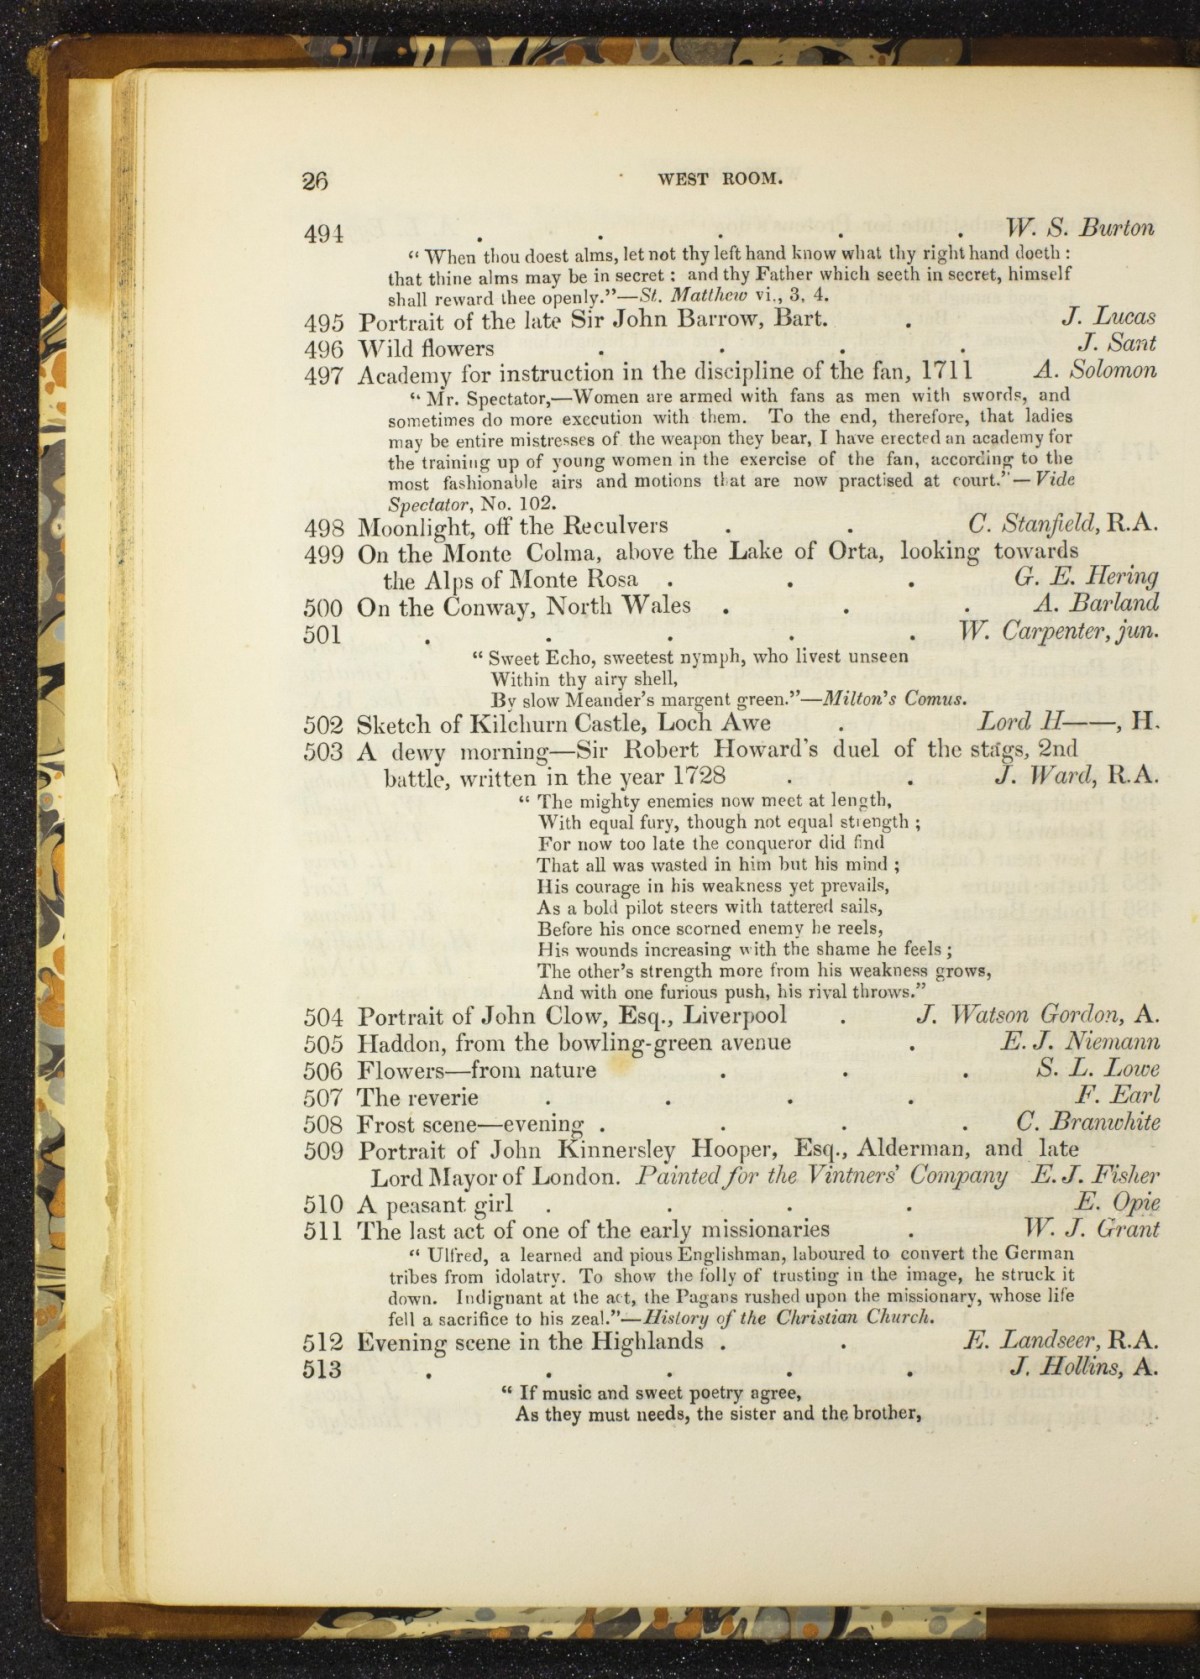 26 WEST ROOM.
494 . . . . . W. S. Burton
“ When thou doest alms, let not thy left hand know what thy right hand doeth :
that thine alms may be in secret : and thy Father which seeth in secret, himself
shall reward thee openly.”—St. Matthew vi., 3, 4.
495 Portrait of the late Sir John Barrow, Bart. . J. Lucas
496 Wild flowers . . . . J. Sant
497 Academy for instruction in the discipline of the fan, 1711 A. Solomon
“ Mr. Spectator,—Women are armed with fans as men with swords, and
sometimes do more execution with them. To the end, therefore, that ladies
may be entire mistresses of the weapon they bear, I have erected an academy for
the training up of young women in the exercise of the fan, according to the
most fashionable airs and motions that are now practised at court.”—Vide
Spectator, No. 102.
498 Moonlight, off the Reculvers . . C. Stanfield, R.A.
499 On the Monte Colma, above the Lake of Orta, looking towards
the Alps of Monte Rosa . . . G. E. Hering
500 On the Conway, North Wales . . . A. Barland
501 . . . . . W. Carpenter, jun.
“ Sweet Echo, sweetest nymph, who livest unseen
Within thy airy shell,
By slow Meander’s margent green.”—Milton’s Comus.
502 Sketch of Kilchurn Castle, Loch Awe . Lord H——, H.
503 A dewy morning—Sir Robert Howard’s duel of the stags, 2nd
battle, written in the year 1728 . . J. Ward, R.A.
“ The mighty enemies now meet at length,
With equal fury, though not equal strength ;
For now too late the conqueror did find
That all was wasted in him but his mind ;
His courage in his weakness yet prevails,
As a bold pilot steers with tattered sails,
Before his once scorned enemy he reels,
His wounds increasing with the shame he feels ;
The other’s strength more from his weakness grows,
And with one furious push, his rival throws.”
504 Portrait of John Clow, Esq., Liverpool . J. Watson Gordon, A.
505 Haddon, from the bowling-green avenue . E. J. Niemann
506 Flowers—from nature . . . S. L. Lowe
507 The reverie . . . . F. Earl
508 Frost scene—evening . . . . C. Branwhite
509 Portrait of John Kinnersley Hooper, Esq., Alderman, and late
Lord Mayor of London. Painted for the Vintners’ Company E. J. Fisher
510 A peasant girl . . . . E. Opie
511 The last act of one of the early missionaries . W. J. Grant
“ Ulfred, a learned and pious Englishman, laboured to convert the German
tribes from idolatry. To show the folly of trusting in the image, he struck it
down. Indignant at the act, the Pagans rushed upon the missionary, whose life
fell a sacrifice to his zeal.”—History of the Christian Church.
512 Evening scene in the Highlands . . E. Landseer, R.A.
513 . . . . . J. Hollins, A.
“ If music and sweet poetry agree,
As they must needs, the sister and the brother,